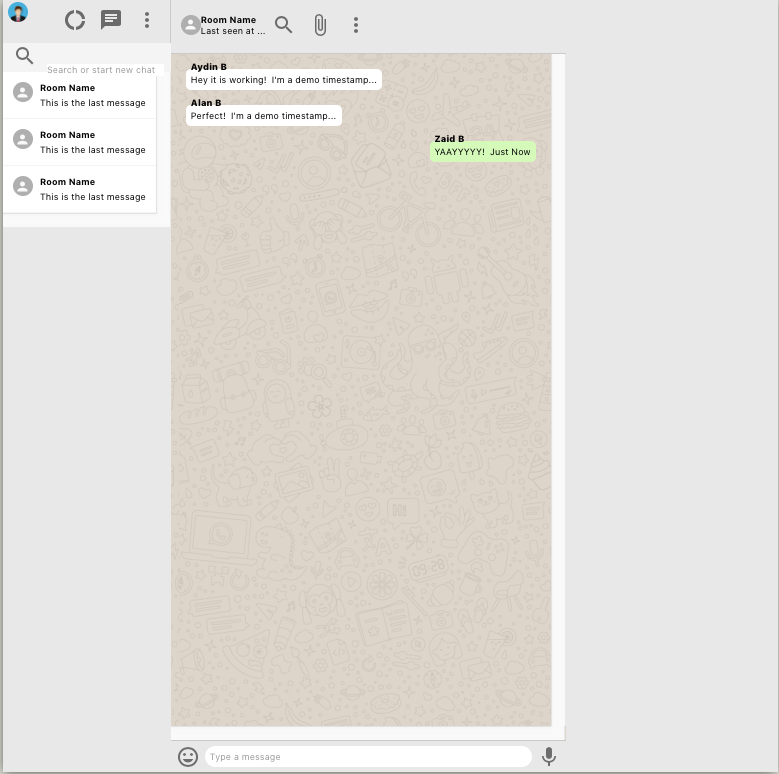 Room Name
Last seen at ...
Search or start new chat
Room Name
This is the last message
Room Name
This is the last message
Room Name
This is the last message
Aydin B
Hey it is working! I'm a demo timestamp...
Alan B
Perfect! I'm a demo timestamp...
Zaid B
YAAYYYYY! Just Now
Type a message